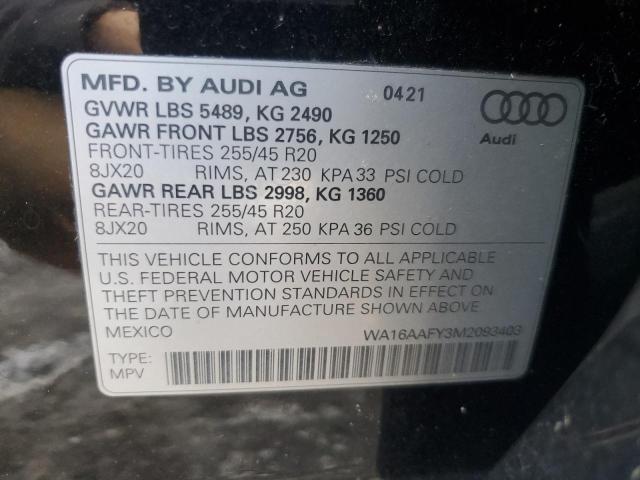 MFD. BY AUDI AG 0421
GVWR LBS 5489, KG 2490
GAWR FRONT LBS 2756, KG 1250
FRONT-TIRES 255/45 R20
8JX20 RIMS, AT 230 KPA 33 PSI COLD
GAWR REAR LBS 2998, KG 1360
REAR-TIRES 255/45 R20
8JX20 RIMS, AT 250 KPA 36 PSI COLD
Audi
THIS VEHICLE CONFORMS TO ALL APPLICABLE
U.S. FEDERAL MOTOR VEHICLE SAFETY AND
THEFT PREVENTION STANDARDS IN EFFECT ON
THE DATE OF MANUFACTURE SHOWN ABOVE
MEXICO WA16AAFY3M2093403
TYPE:
MPV